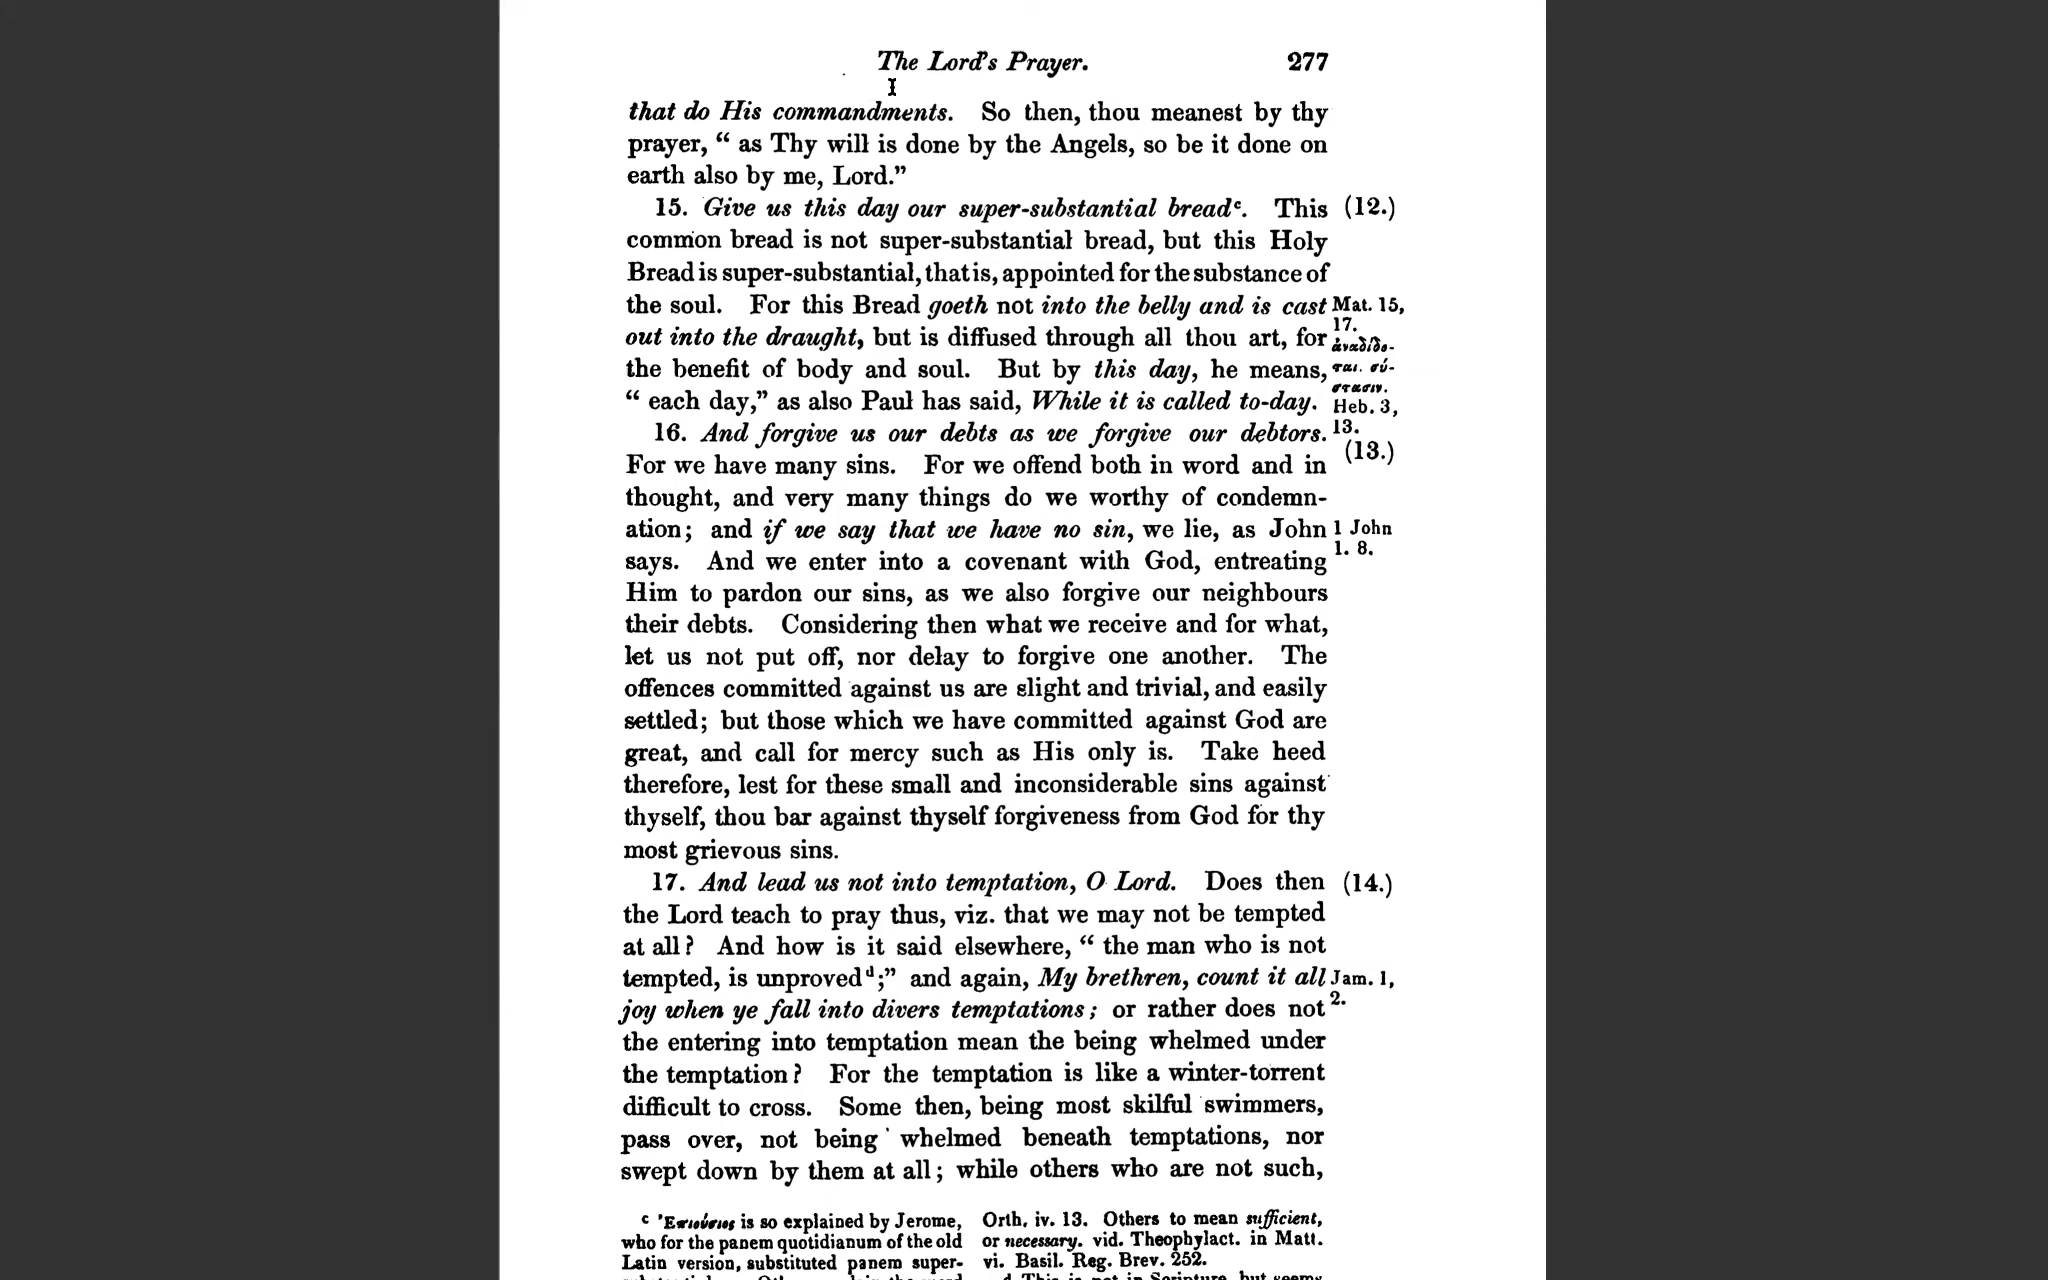 The Lord's Prayer. 277
that do His commandments. So then, thou meanest by thy
prayer, “ as Thy will is done by the Angels, so be it done on
earth also by me, Lord.”
15. Give us this day our super-substantial breadᶜ. This (12.)
common bread is not super-substantial bread, but this Holy
Bread is super-substantial, that is, appointed for the substance of
the soul. For this Bread goeth not into the belly and is cast Mat. 15,
17.
out into the draught, but is diffused through all thou art, for ἀναδίδο-
the benefit of body and soul. But by this day, he means, ται. σύ-
στασιν.
“ each day,” as also Paul has said, While it is called to-day. Heb. 3,
16. And forgive us our debts as we forgive our debtors. 13.
(13.)
For we have many sins. For we offend both in word and in
thought, and very many things do we worthy of condemn-
ation; and if we say that we have no sin, we lie, as John 1 John
1. 8.
says. And we enter into a covenant with God, entreating
Him to pardon our sins, as we also forgive our neighbours
their debts. Considering then what we receive and for what,
let us not put off, nor delay to forgive one another. The
offences committed against us are slight and trivial, and easily
settled; but those which we have committed against God are
great, and call for mercy such as His only is. Take heed
therefore, lest for these small and inconsiderable sins against
thyself, thou bar against thyself forgiveness from God for thy
most grievous sins.
17. And lead us not into temptation, O Lord. Does then (14.)
the Lord teach to pray thus, viz. that we may not be tempted
at all? And how is it said elsewhere, “ the man who is not
tempted, is unprovedᵈ;” and again, My brethren, count it all Jam. 1,
joy when ye fall into divers temptations; or rather does not 2.
the entering into temptation mean the being whelmed under
the temptation? For the temptation is like a winter-torrent
difficult to cross. Some then, being most skilful swimmers,
pass over, not being whelmed beneath temptations, nor
swept down by them at all; while others who are not such,
c Ἐπιούσιος is so explained by Jerome,
who for the panem quotidianum of the old
Latin version, substituted panem super-
Orth. iv. 13. Others to mean sufficient,
or necessary. vid. Theophylact. in Matt.
vi. Basil. Reg. Brev. 252.
d This is not in Scripture, but seems